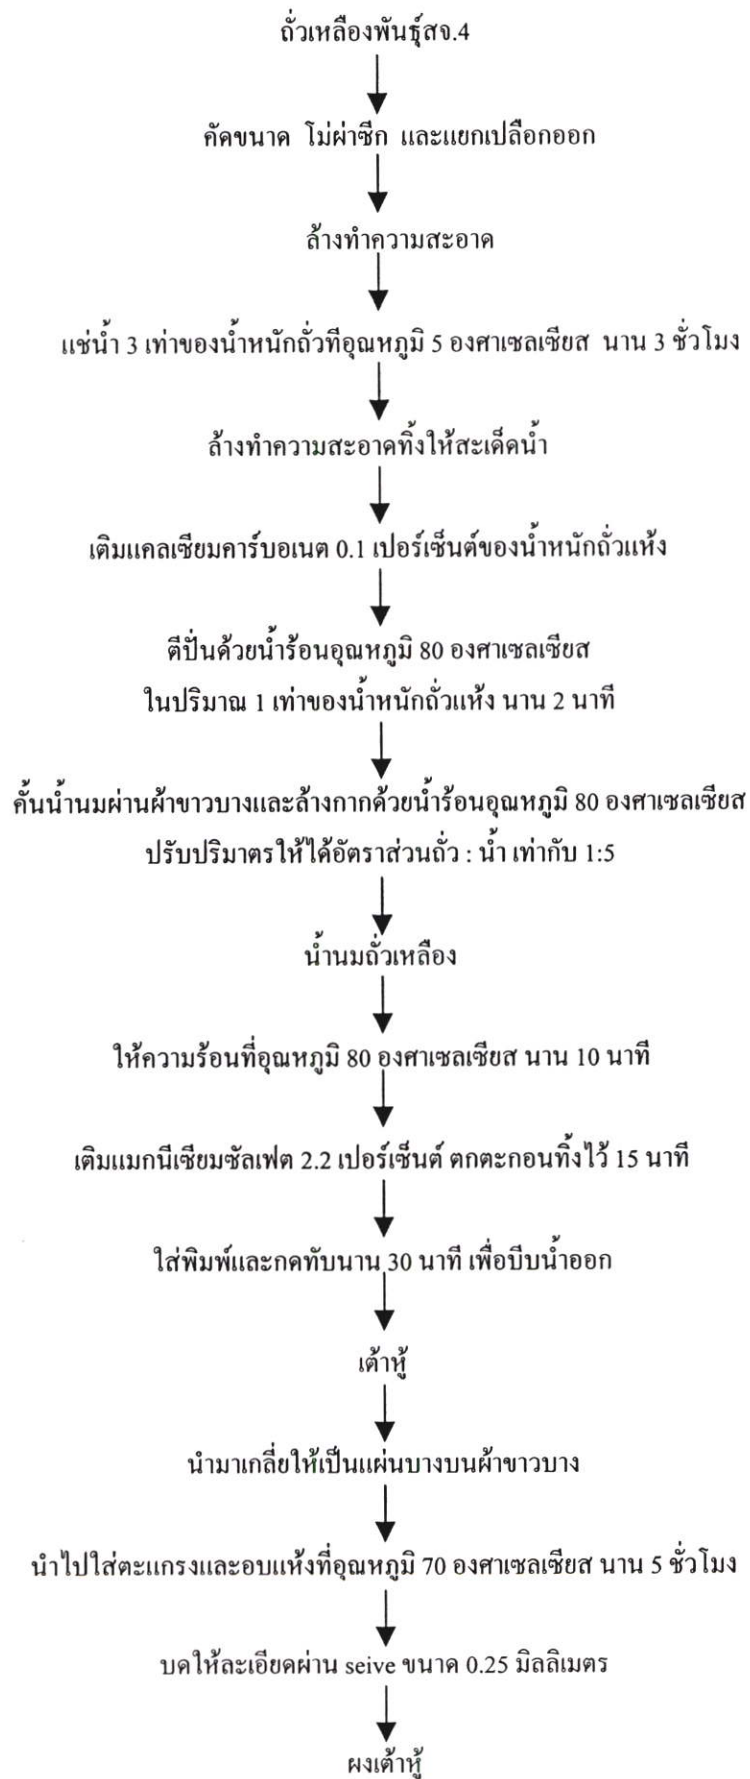 ถั่วเหลืองพันธุ์สจ.4
คัดขนาด โม่ผ่าซีก และแยกเปลือกออก
ล้างทำความสะอาด
แช่น้ำ 3 เท่าของน้ำหนักถั่วที่อุณหภูมิ 5 องศาเซลเซียส นาน 3 ชั่วโมง
ล้างทำความสะอาดทิ้งให้สะเด็ดน้ำ
เติมแคลเซียมคาร์บอเนต 0.1 เปอร์เซ็นต์ของน้ำหนักถั่วแห้ง
ตีปั่นด้วยน้ำร้อนอุณหภูมิ 80 องศาเซลเซียส
ในปริมาณ 1 เท่าของน้ำหนักถั่วแห้ง นาน 2 นาที
คั้นน้ำนมผ่านผ้าขาวบางและล้างกากด้วยน้ำร้อนอุณหภูมิ 80 องศาเซลเซียส
ปรับปริมาตรให้ได้อัตราส่วนถั่ว : น้ำ เท่ากับ 1:5
น้ำนมถั่วเหลือง
ให้ความร้อนที่อุณหภูมิ 80 องศาเซลเซียส นาน 10 นาที
เติมแมกนีเซียมซัลเฟต 2.2 เปอร์เซ็นต์ ตกตะกอนทิ้งไว้ 15 นาที
ใส่พิมพ์และกดทับนาน 30 นาที เพื่อบีบน้ำออก
เต้าหู้
นำมาเกลี่ยให้เป็นแผ่นบางบนผ้าขาวบาง
นำไปใส่ตะแกรงและอบแห้งที่อุณหภูมิ 70 องศาเซลเซียส นาน 5 ชั่วโมง
บดให้ละเอียดผ่าน seive ขนาด 0.25 มิลลิเมตร
ผงเต้าหู้